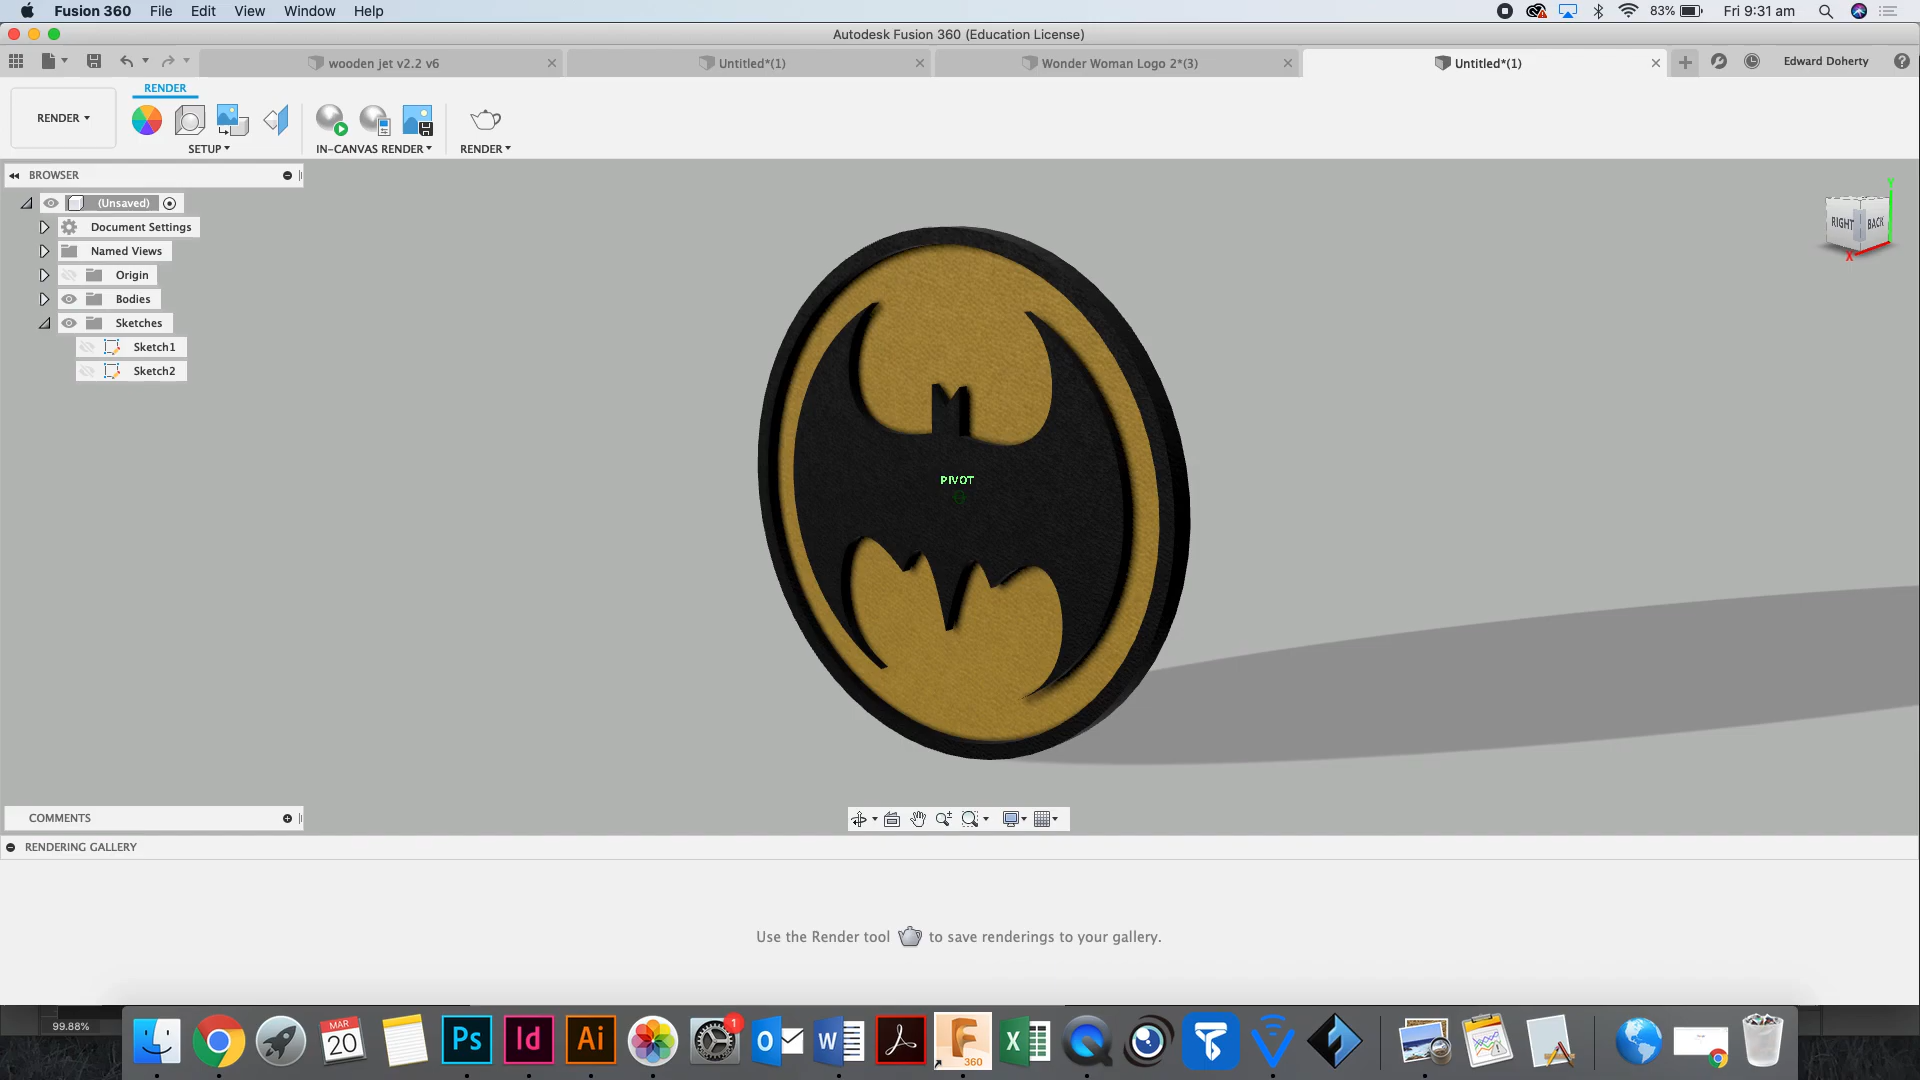 Fusion 360 File Edit View Window Help 83% Fri 9:31 am
Autodesk Fusion 360 (Education License)
wooden jet v2.2 v6 Untitled*(1) Wonder Woman Logo 2*(3) Untitled*(1) Edward Doherty
RENDER
RENDER
SETUP IN-CANVAS RENDER RENDER
BROWSER
(Unsaved)
Document Settings
Named Views
Origin
Bodies
Sketches
Sketch1
Sketch2
Y
RIGHT BACK
X
PIVOT
COMMENTS
RENDERING GALLERY
Use the Render tool to save renderings to your gallery.
99.88%
MAR
20
Ps Id Ai
1
O
W
F
360
X